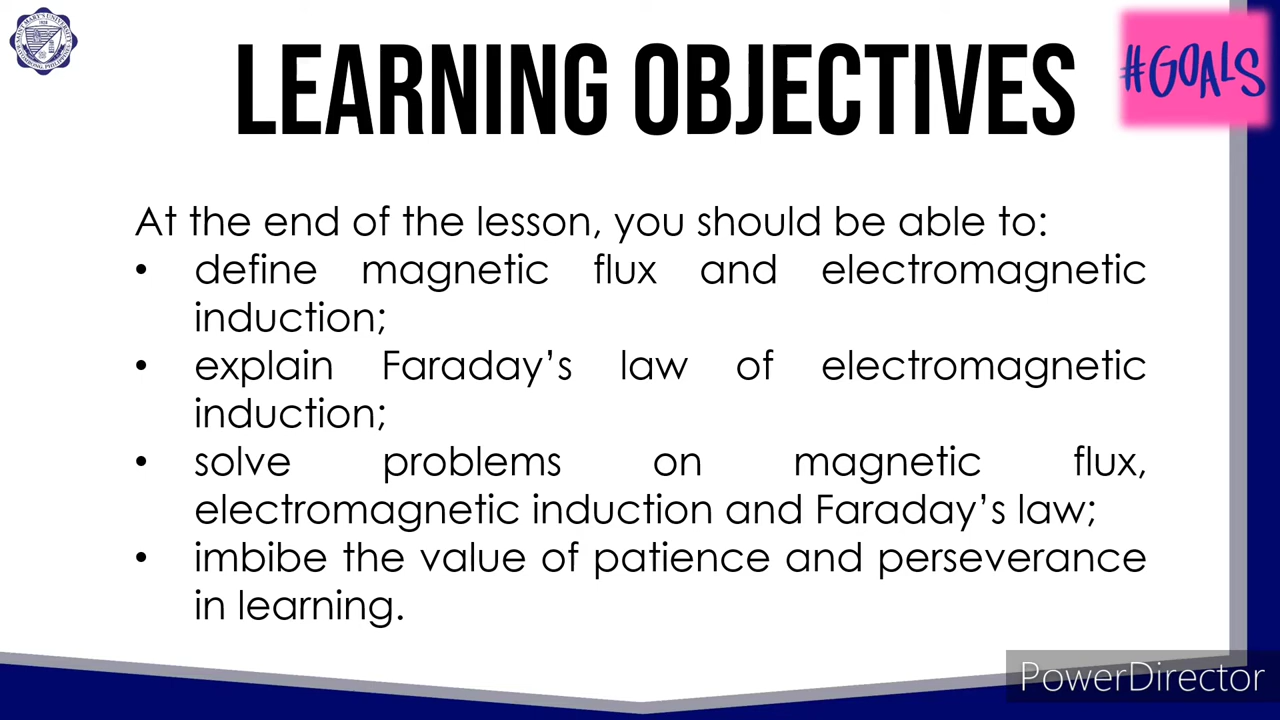 LEARNING OBJECTIVES
#GOALS
At the end of the lesson, you should be able to:
• define magnetic flux and electromagnetic
induction;
• explain Faraday’s law of electromagnetic
induction;
• solve problems on magnetic flux,
electromagnetic induction and Faraday’s law;
• imbibe the value of patience and perseverance
in learning.
PowerDirector